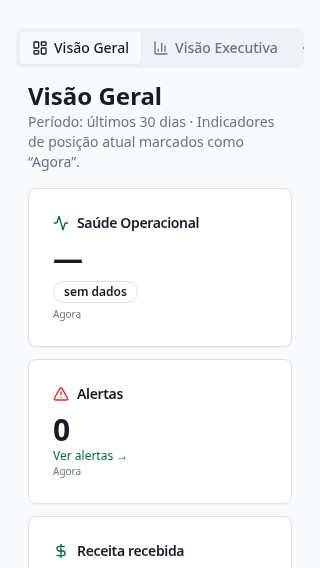 Visão Geral
Visão Executiva
Visão Geral
Período: últimos 30 dias · Indicadores
de posição atual marcados como
“Agora”.
Saúde Operacional
—
sem dados
Agora
Alertas
0
Ver alertas →
Agora
Receita recebida